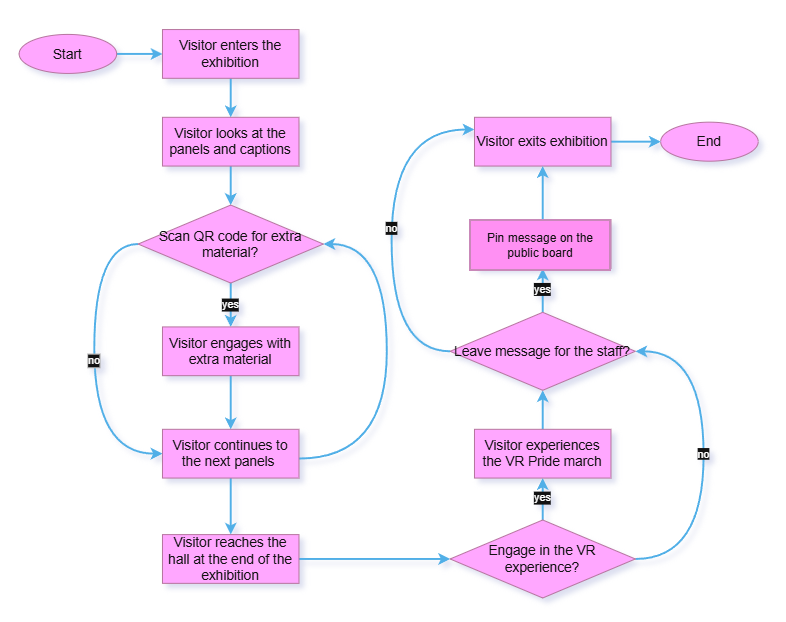 Start
Visitor enters the
exhibition
Visitor looks at the
panels and captions
Scan QR code for extra
material?
yes
no
Visitor engages with
extra material
Visitor continues to
the next panels
Visitor reaches the
hall at the end of the
exhibition
Engage in the VR
experience?
yes
no
Visitor experiences
the VR Pride march
Leave message for the staff?
yes
no
Pin message on the
public board
Visitor exits exhibition
End